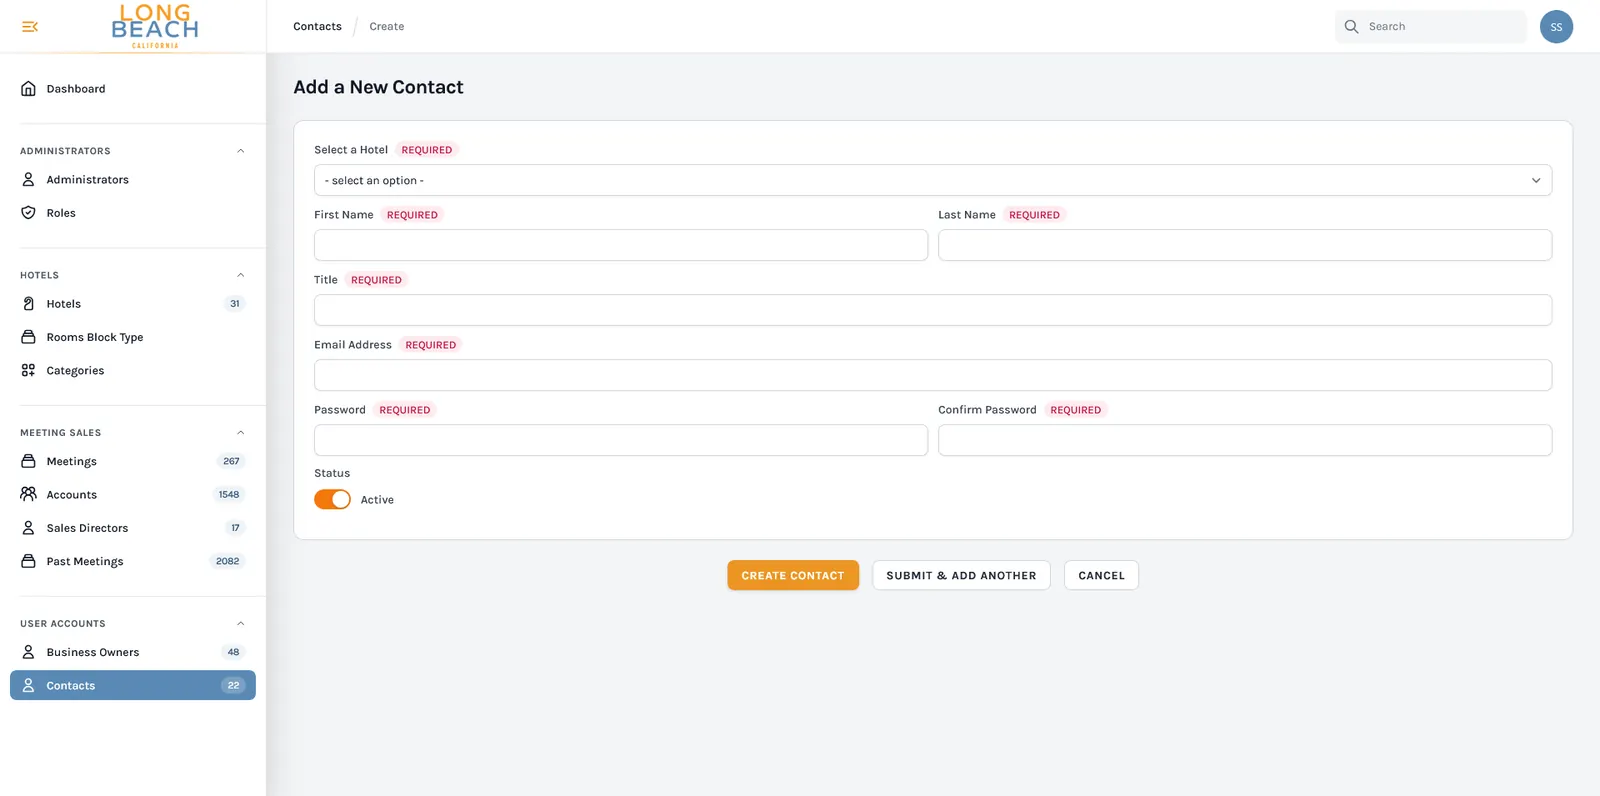 LONG
BEACH
CALIFORNIA
Contacts / Create
Search
SS
Dashboard
ADMINISTRATORS
Administrators
Roles
HOTELS
Hotels 31
Rooms Block Type
Categories
MEETING SALES
Meetings 267
Accounts 1548
Sales Directors 17
Past Meetings 2082
USER ACCOUNTS
Business Owners 48
Contacts 22
Add a New Contact
Select a Hotel REQUIRED
- select an option -
First Name REQUIRED
Last Name REQUIRED
Title REQUIRED
Email Address REQUIRED
Password REQUIRED
Confirm Password REQUIRED
Status
Active
CREATE CONTACT
SUBMIT & ADD ANOTHER
CANCEL